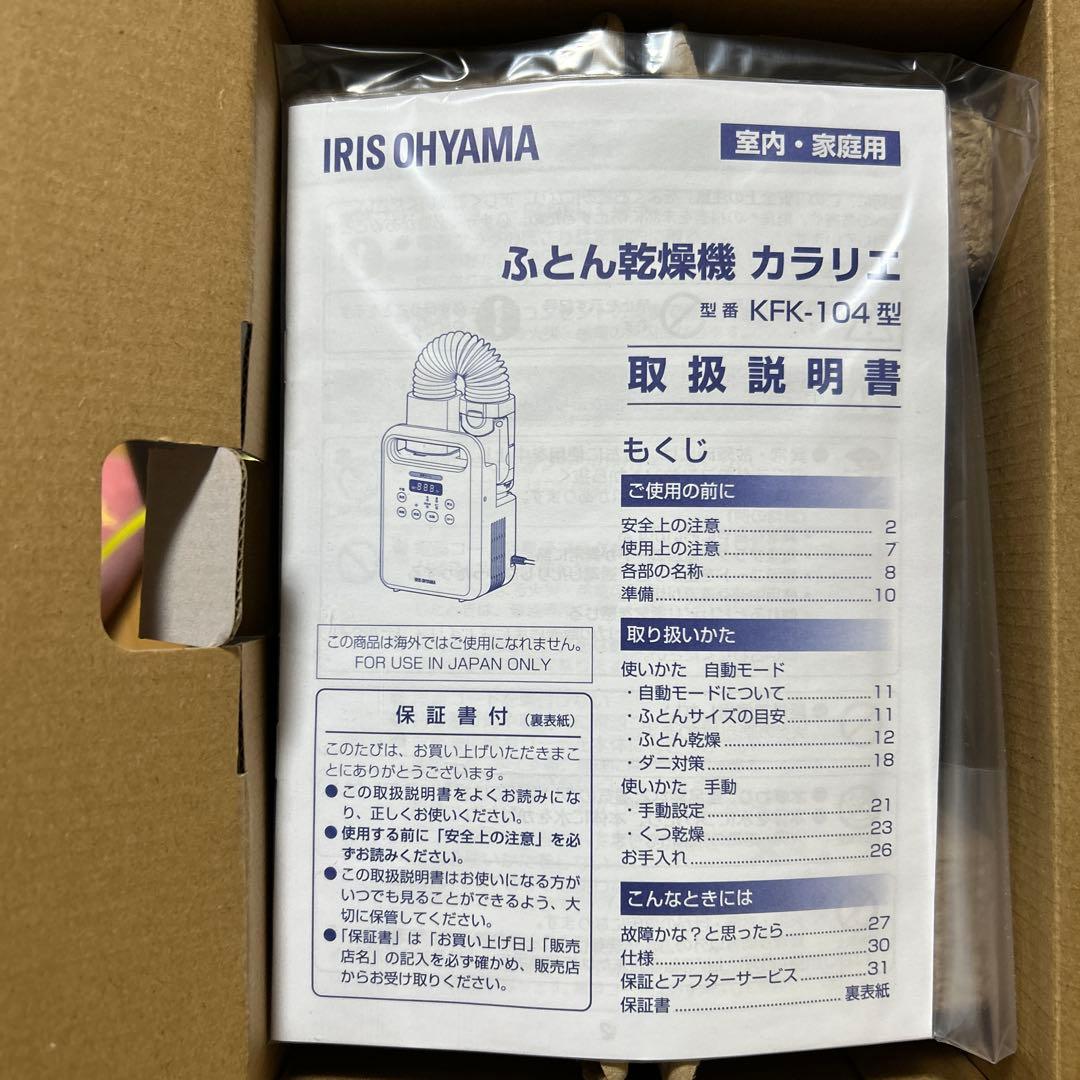 IRIS OHYAMA
室内・家庭用
ふとん乾燥機 カラリエ
型番 KFK-104型
取扱説明書
IRIS OHYAMA
この商品は海外ではご使用になれません。
FOR USE IN JAPAN ONLY
保証書付（裏表紙）
このたびは、お買い上げいただきまこ
とにありがとうございます。
●この取扱説明書をよくお読みにな
り、正しくお使いください。
●使用する前に「安全上の注意」を必
ずお読みください。
●この取扱説明書はお使いになる方が
いつでも見ることができるよう、大
切に保管してください。
●「保証書」は「お買い上げ日」「販売
店名」の記入を必ず確かめ、販売店
からお受け取りください。
もくじ
ご使用の前に
安全上の注意 2
使用上の注意 7
各部の名称 8
準備 10
取り扱いかた
使いかた 自動モード
・自動モードについて 11
・ふとんサイズの目安 11
・ふとん乾燥 12
・ダニ対策 18
使いかた 手動
・手動設定 21
・くつ乾燥 23
お手入れ 26
こんなときには
故障かな？と思ったら 27
仕様 30
保証とアフターサービス 31
保証書 裏表紙